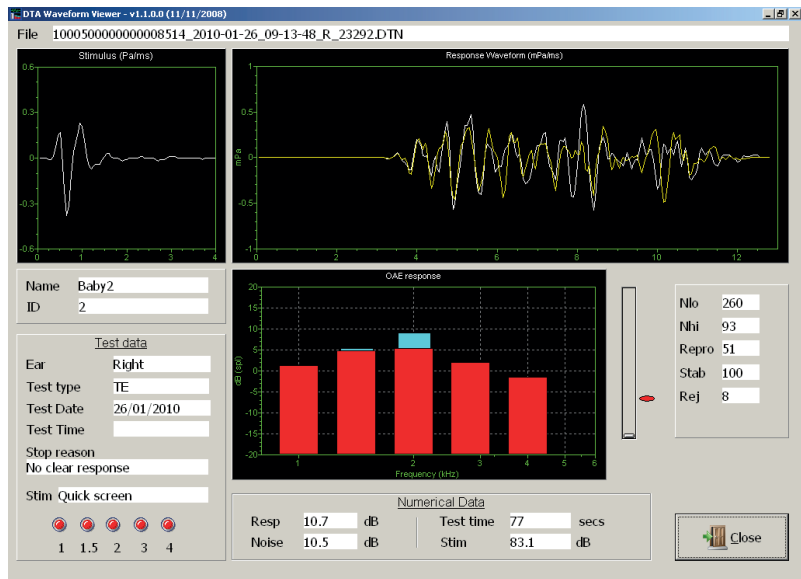 DTA Waveform Viewer - v1.1.0.0 (11/11/2008)
File 1000500000000008514_2010-01-26_09-13-48_R_23292.DTN
Stimulus (Pa/ms)
0.6
0.3
0
-0.3
-0.6
0 1 2 3 4
Response Waveform (mPa/ms)
mPa
1
0.5
0
-0.5
-1
0 2 4 6 8 10 12
Name Baby2
ID 2
Test data
Ear Right
Test type TE
Test Date 26/01/2010
Test Time
Stop reason
No clear response
Stim Quick screen
1 1.5 2 3 4
OAE response
dB (spl)
20
15
10
5
0
-5
-10
-15
-20
1 2 3 4 5 6
Frequency (kHz)
Nlo 260
Nhi 93
Repro 51
Stab 100
Rej 8
Numerical Data
Resp 10.7 dB Test time 77 secs
Noise 10.5 dB Stim 83.1 dB
Close